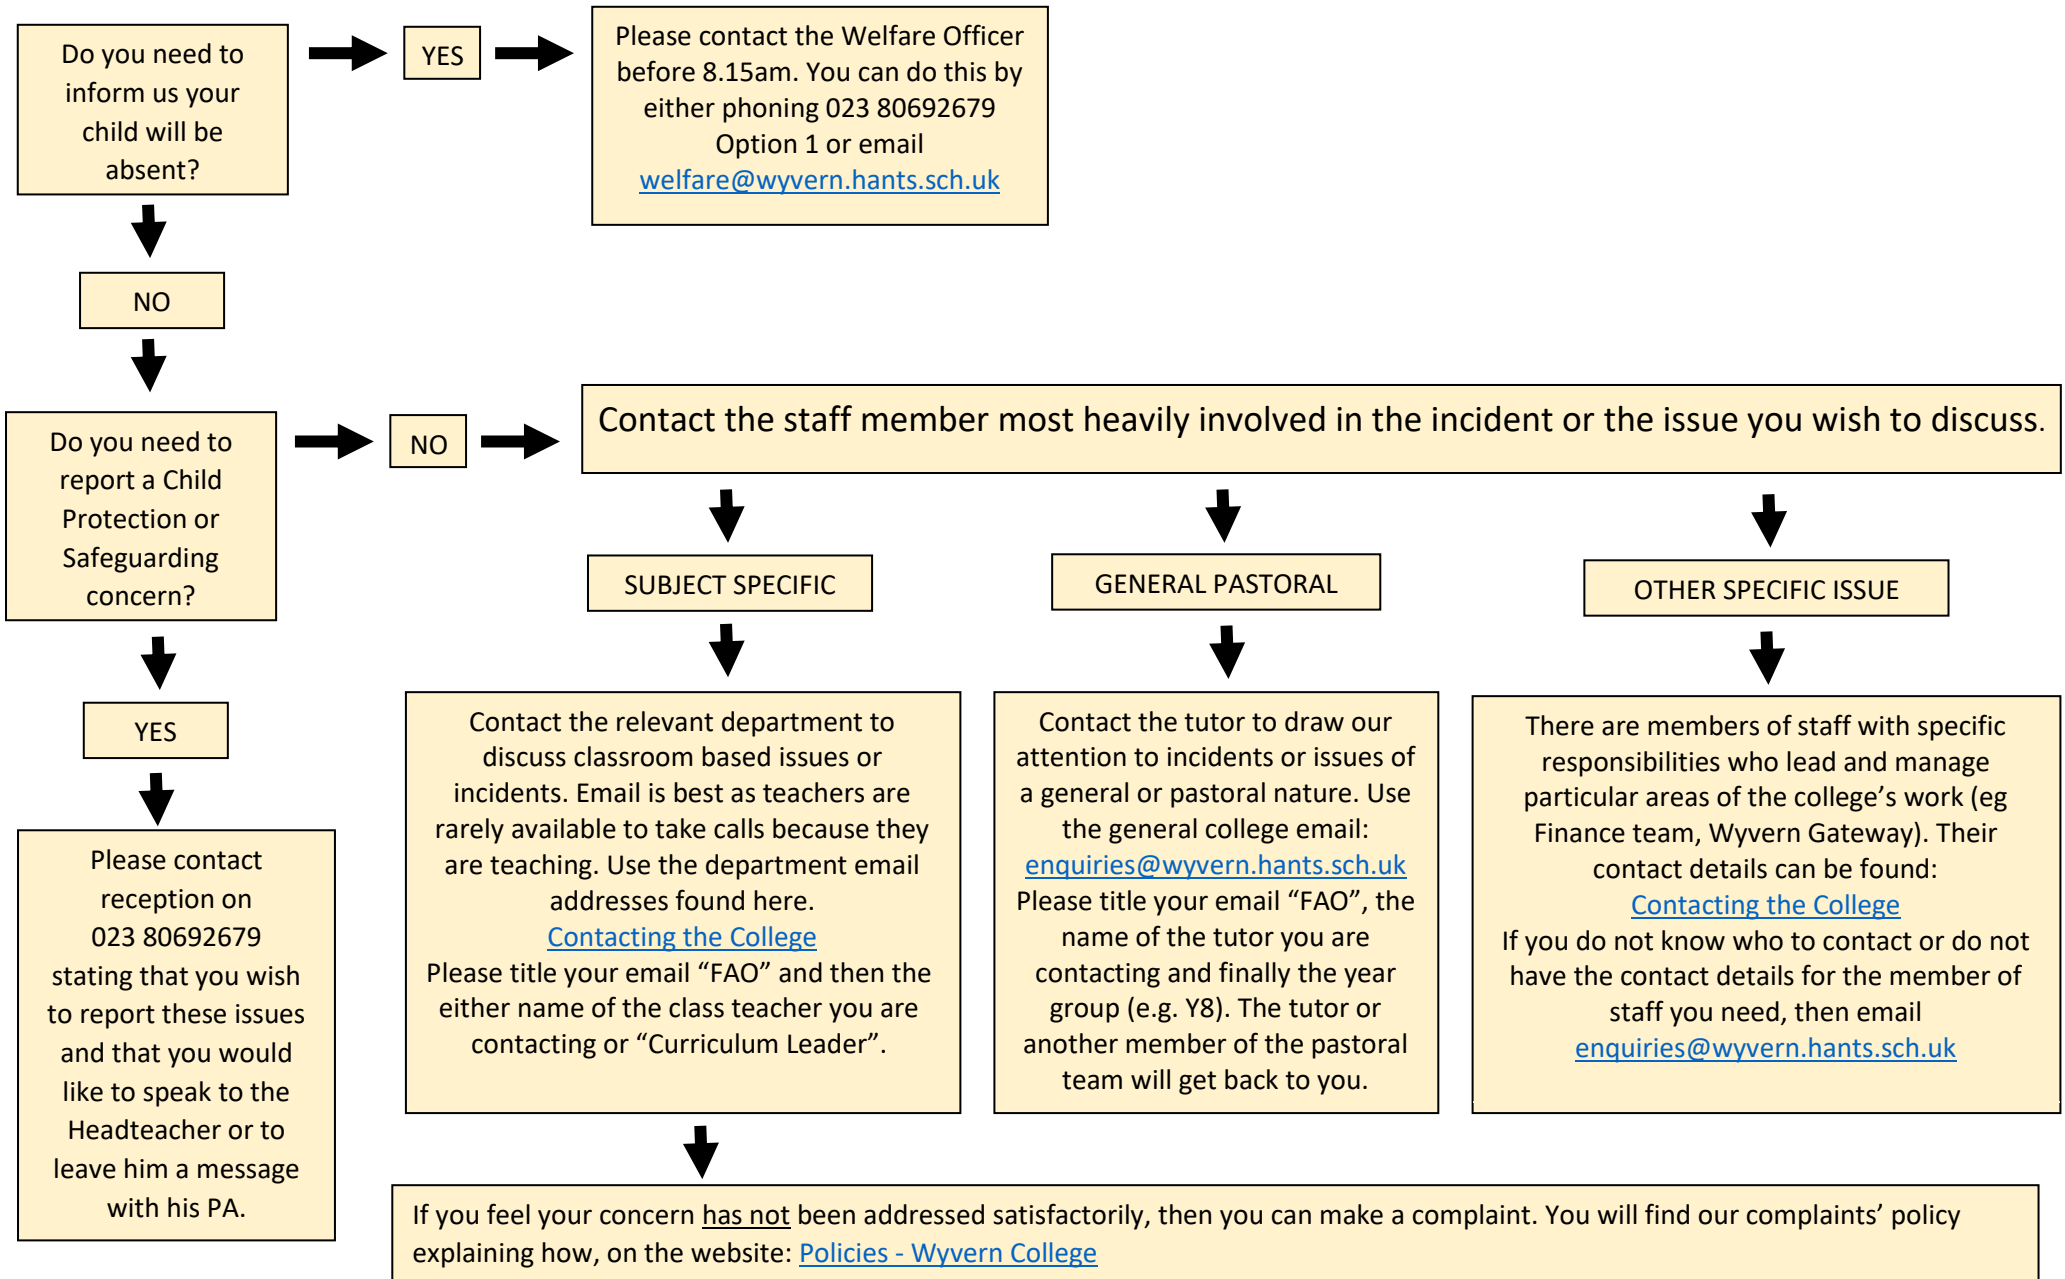 Do you need to
inform us your
child will be
absent?
YES
Please contact the Welfare Officer
before 8.15am. You can do this by
either phoning 023 80692679
Option 1 or email
welfare@wyvern.hants.sch.uk
NO
Do you need to
report a Child
Protection or
Safeguarding
concern?
NO
Contact the staff member most heavily involved in the incident or the issue you wish to discuss.
SUBJECT SPECIFIC
GENERAL PASTORAL
OTHER SPECIFIC ISSUE
YES
Please contact
reception on
023 80692679
stating that you wish
to report these issues
and that you would
like to speak to the
Headteacher or to
leave him a message
with his PA.
Contact the relevant department to
discuss classroom based issues or
incidents. Email is best as teachers are
rarely available to take calls because they
are teaching. Use the department email
addresses found here.
Contacting the College
Please title your email “FAO” and then the
either name of the class teacher you are
contacting or “Curriculum Leader”.
Contact the tutor to draw our
attention to incidents or issues of
a general or pastoral nature. Use
the general college email:
enquiries@wyvern.hants.sch.uk
Please title your email “FAO”, the
name of the tutor you are
contacting and finally the year
group (e.g. Y8). The tutor or
another member of the pastoral
team will get back to you.
There are members of staff with specific
responsibilities who lead and manage
particular areas of the college’s work (eg
Finance team, Wyvern Gateway). Their
contact details can be found:
Contacting the College
If you do not know who to contact or do not
have the contact details for the member of
staff you need, then email
enquiries@wyvern.hants.sch.uk
If you feel your concern has not been addressed satisfactorily, then you can make a complaint. You will find our complaints’ policy
explaining how, on the website: Policies - Wyvern College